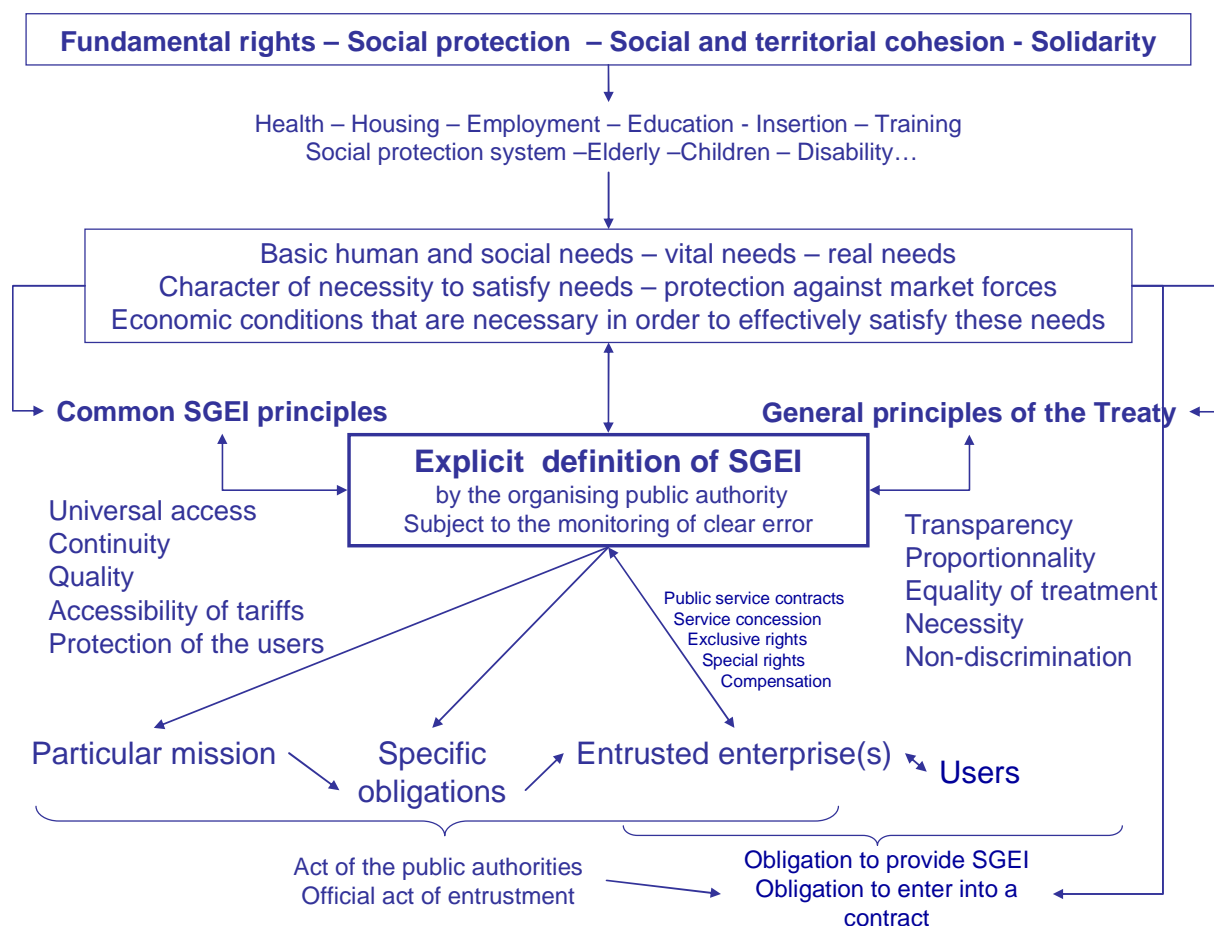 Fundamental rights – Social protection – Social and territorial cohesion - Solidarity
Health – Housing – Employment – Education - Insertion – Training
Social protection system –Elderly –Children – Disability…
Basic human and social needs – vital needs – real needs
Character of necessity to satisfy needs – protection against market forces
Economic conditions that are necessary in order to effectively satisfy these needs
Common SGEI principles
General principles of the Treaty
Explicit definition of SGEI
by the organising public authority
Subject to the monitoring of clear error
Universal access
Continuity
Quality
Accessibility of tariffs
Protection of the users
Transparency
Proportionnality
Equality of treatment
Necessity
Non-discrimination
Public service contracts
Service concession
Exclusive rights
Special rights
Compensation
Particular mission
Specific
obligations
Entrusted enterprise(s)
Users
Act of the public authorities
Official act of entrustment
Obligation to provide SGEI
Obligation to enter into a
contract